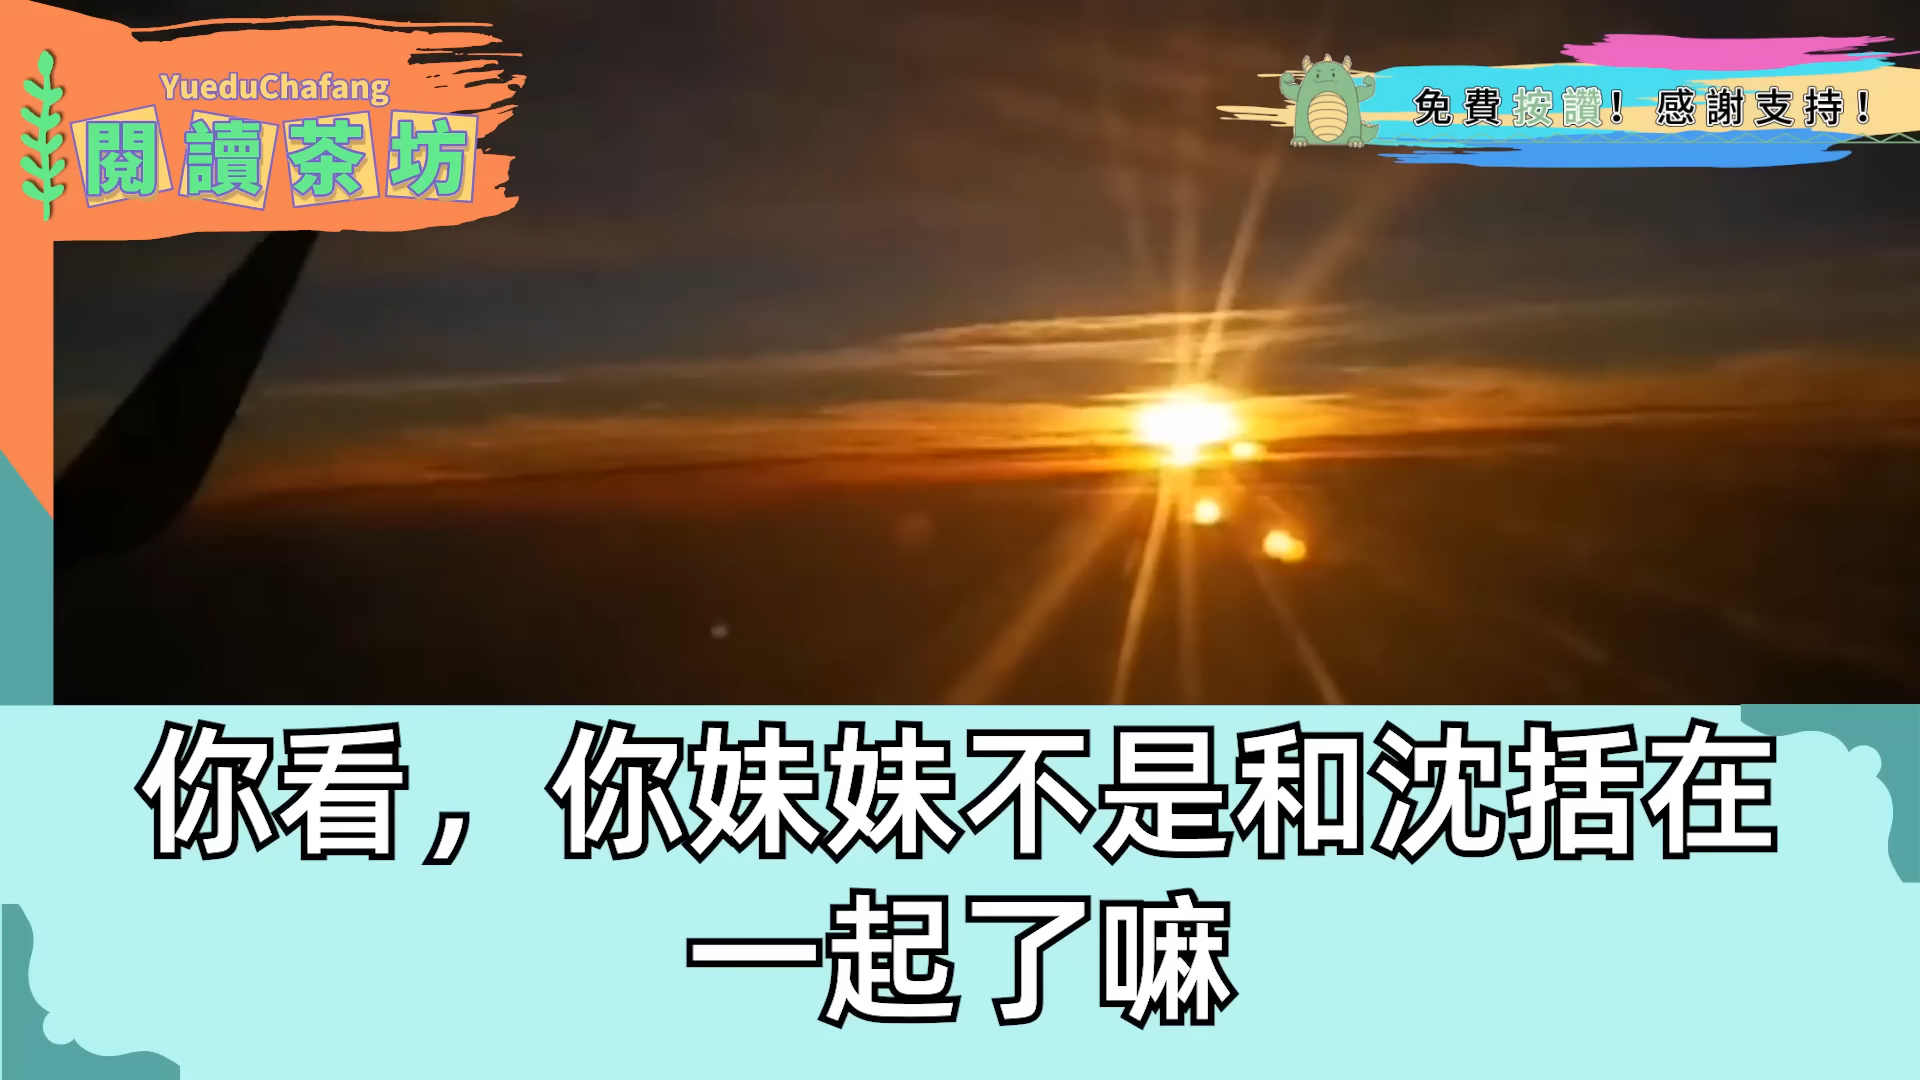 YueduChafang
閱讀茶坊
免費按讚！感謝支持！
你看，你妹妹不是和沈括在
一起了嘛